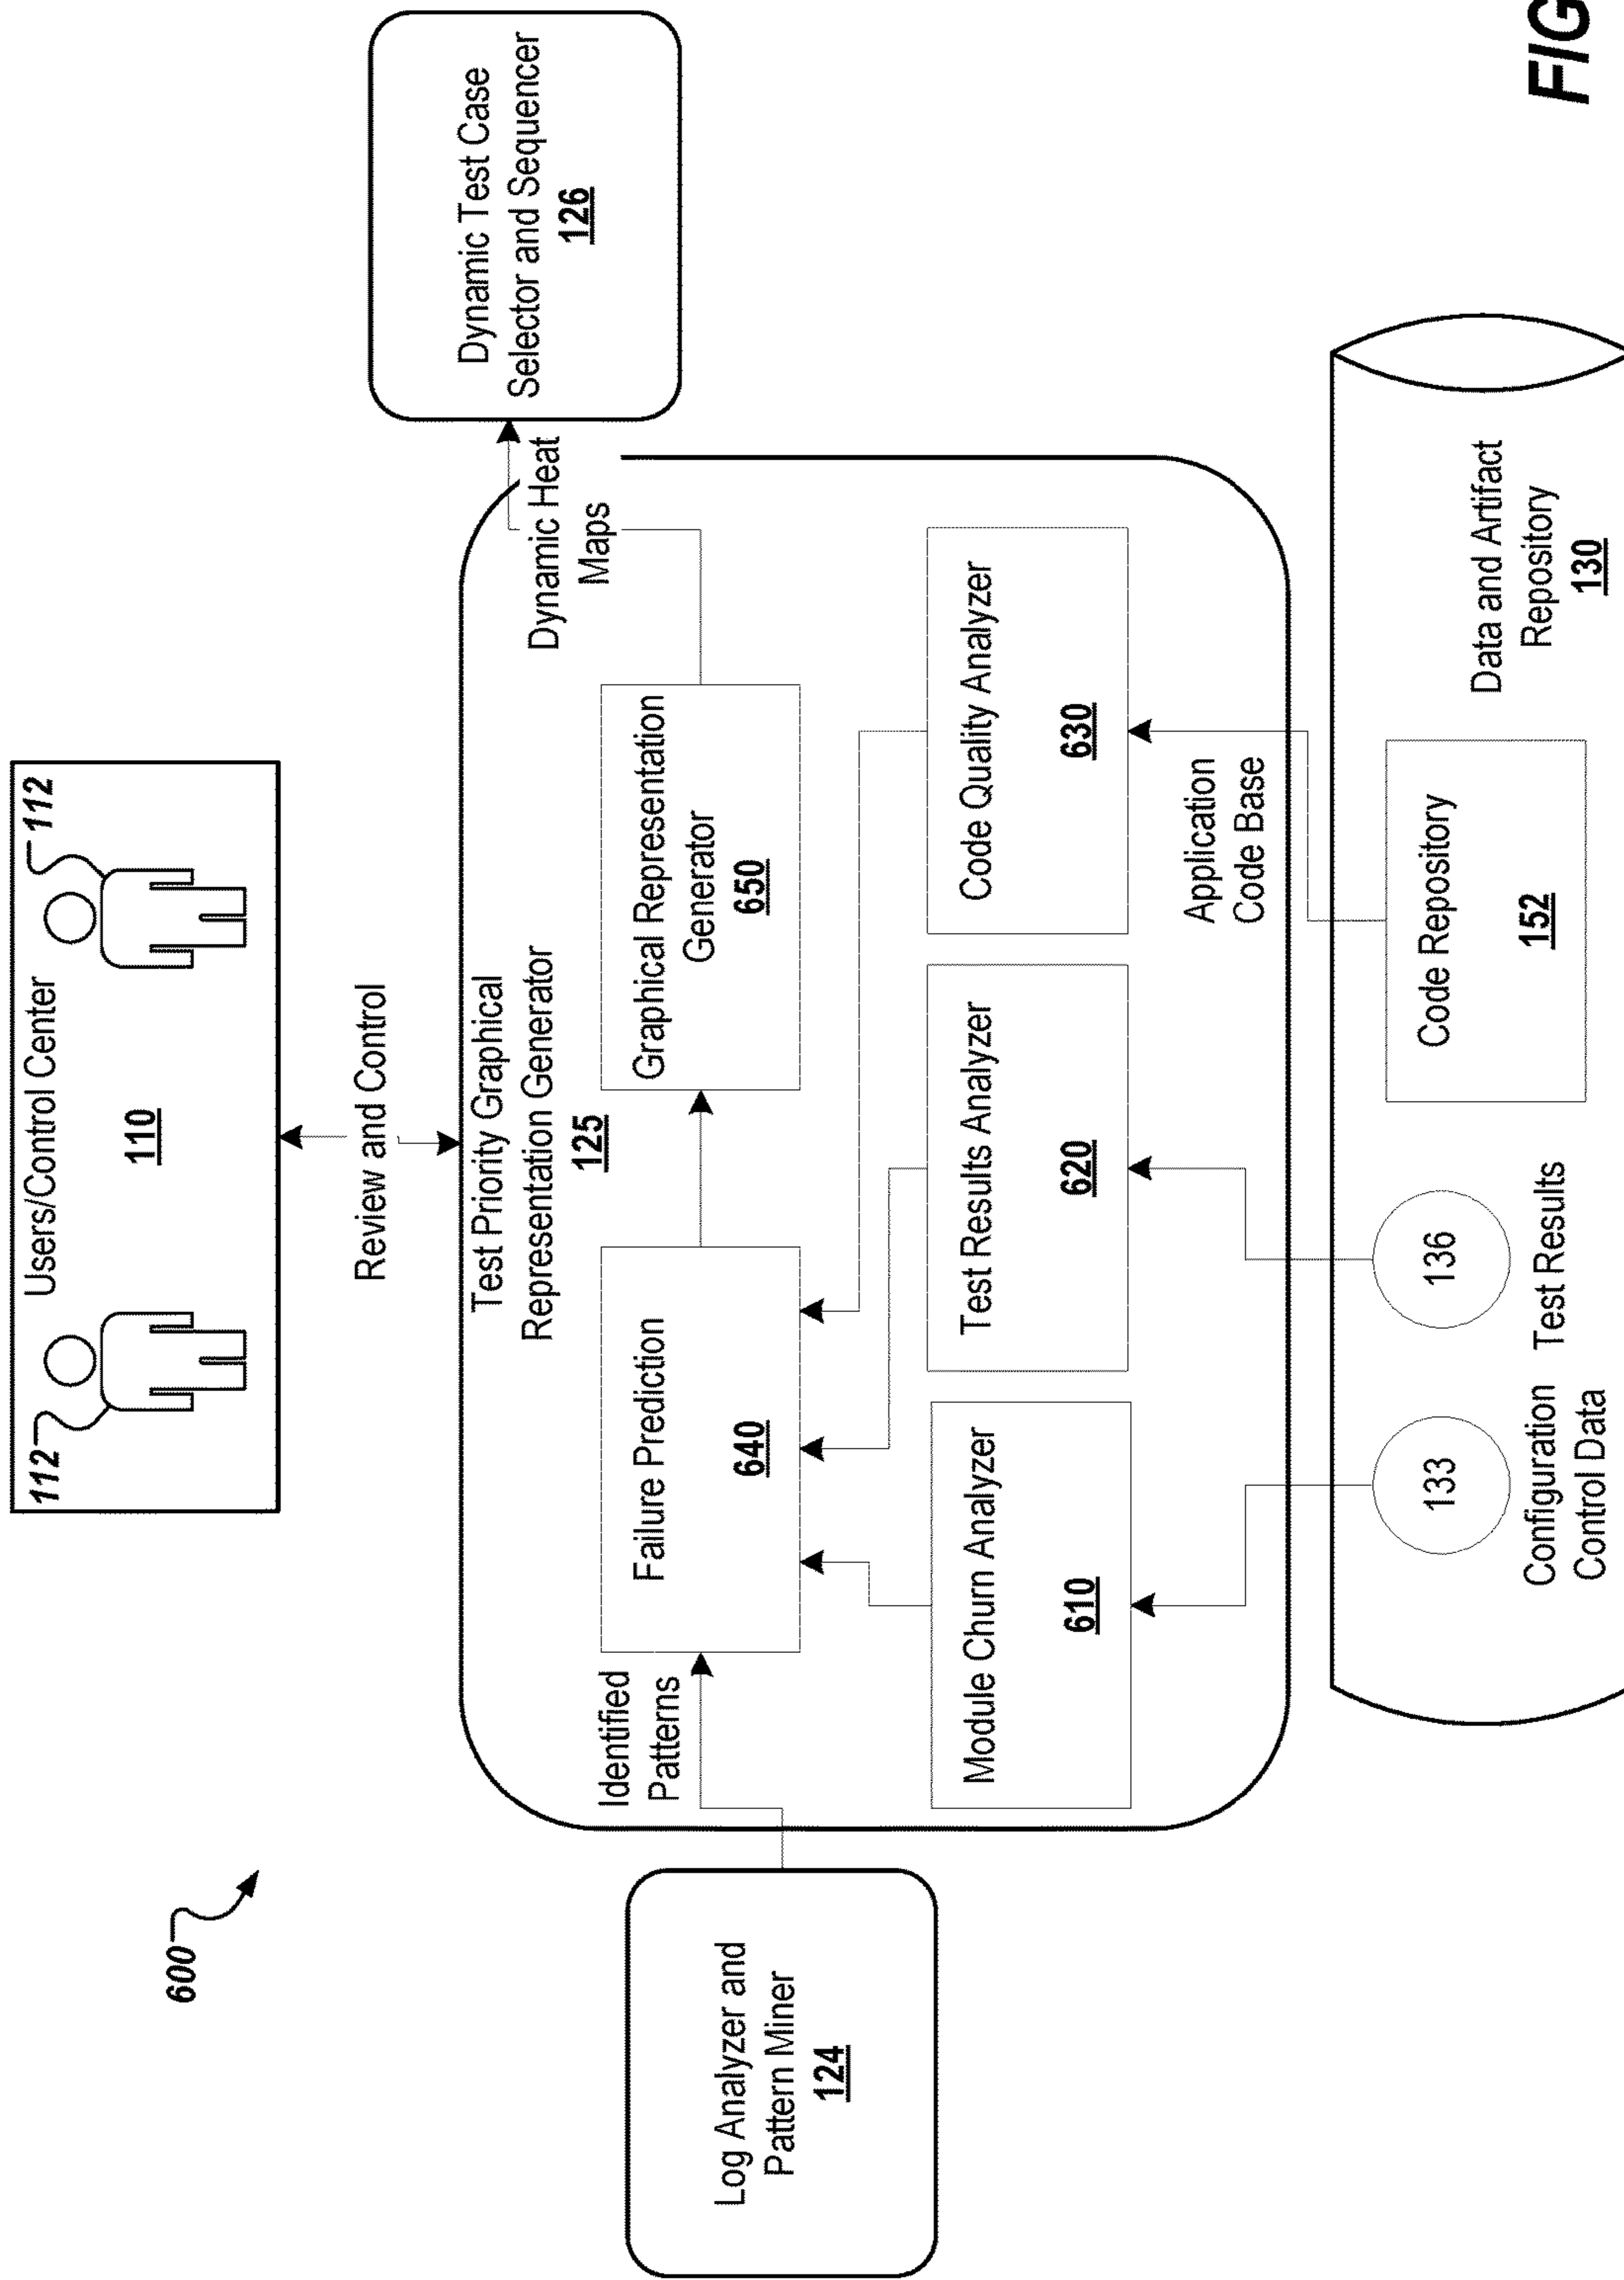 600
Users/Control Center
112
112
110
Review and Control
Test Priority Graphical
Representation Generator
125
Log Analyzer and
Pattern Miner
124
Identified
Patterns
Failure Prediction
640
Graphical Representation
Generator
650
Dynamic Heat
Maps
Dynamic Test Case
Selector and Sequencer
126
Module Churn Analyzer
610
Test Results Analyzer
620
Code Quality Analyzer
630
Application
Code Base
133
Configuration
Control Data
136
Test Results
Code Repository
152
Data and Artifact
Repository
130
FIG